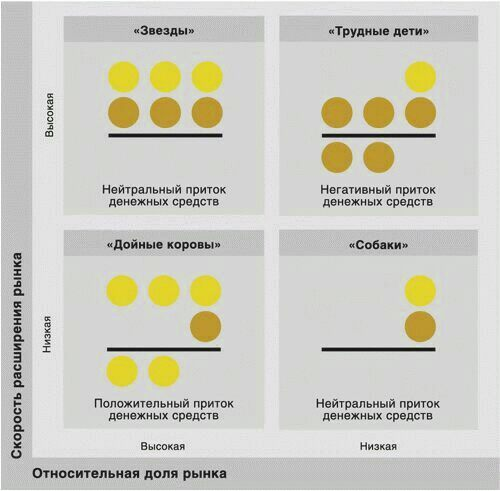 «Звезды»
«Трудные дети»
Высокая
Нейтральный приток
денежных средств
Негативный приток
денежных средств
«Дойные коровы»
«Собаки»
Скорость расширения рынка
Низкая
Положительный приток
денежных средств
Нейтральный приток
денежных средств
Высокая
Низкая
Относительная доля рынка